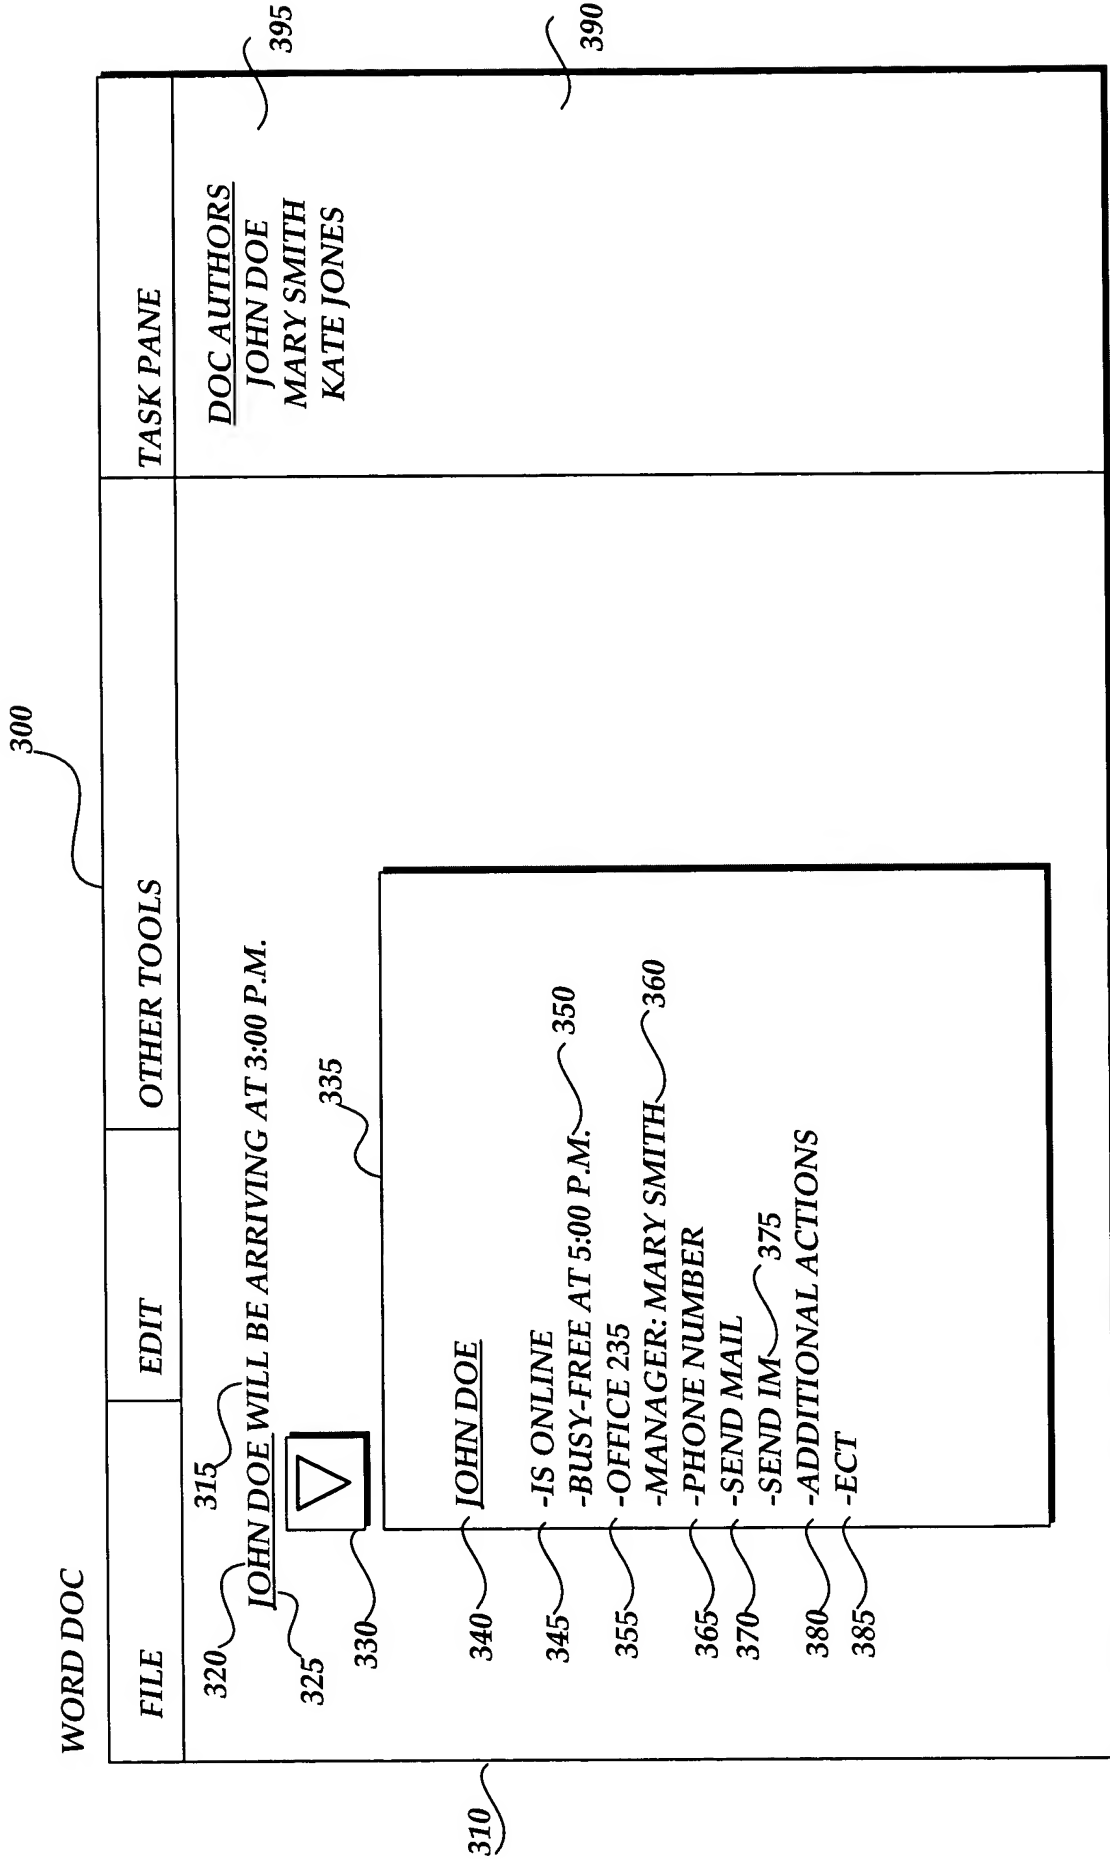 300
WORD DOC
FILE EDIT OTHER TOOLS TASK PANE
395
315
320 JOHN DOE WILL BE ARRIVING AT 3:00 P.M.
325
330
335
DOC AUTHORS
JOHN DOE
MARY SMITH
KATE JONES
310
390
340 JOHN DOE
345 -IS ONLINE
-BUSY-FREE AT 5:00 P.M. 350
355 -OFFICE 235
-MANAGER: MARY SMITH 360
365 -PHONE NUMBER
370 -SEND MAIL
-SEND IM 375
380 -ADDITIONAL ACTIONS
385 -ECT